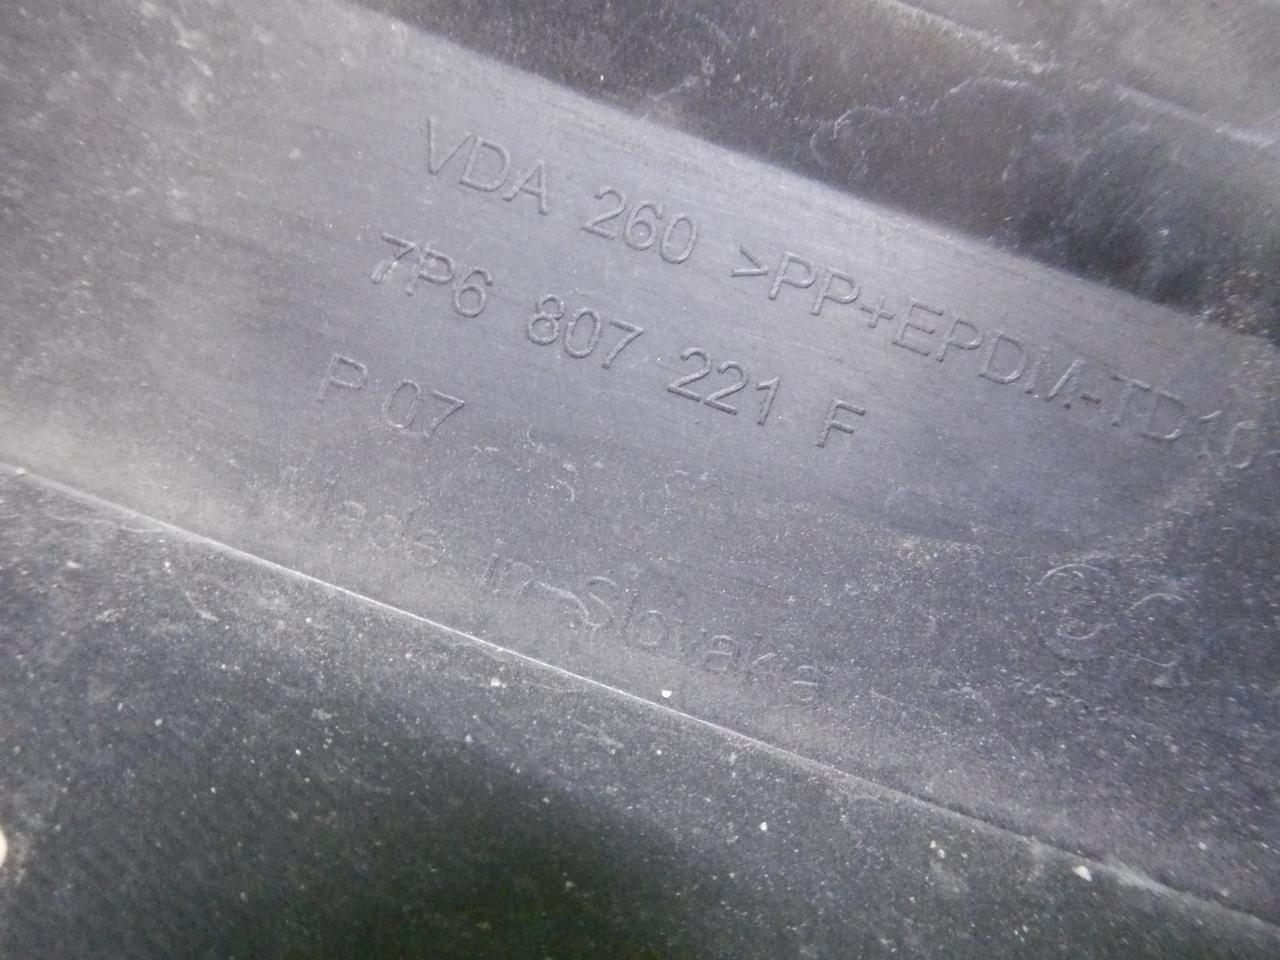 VDA 260 >PP+EPDM-TD10
7P6 807 221 F
P 07
Made in Slovakia